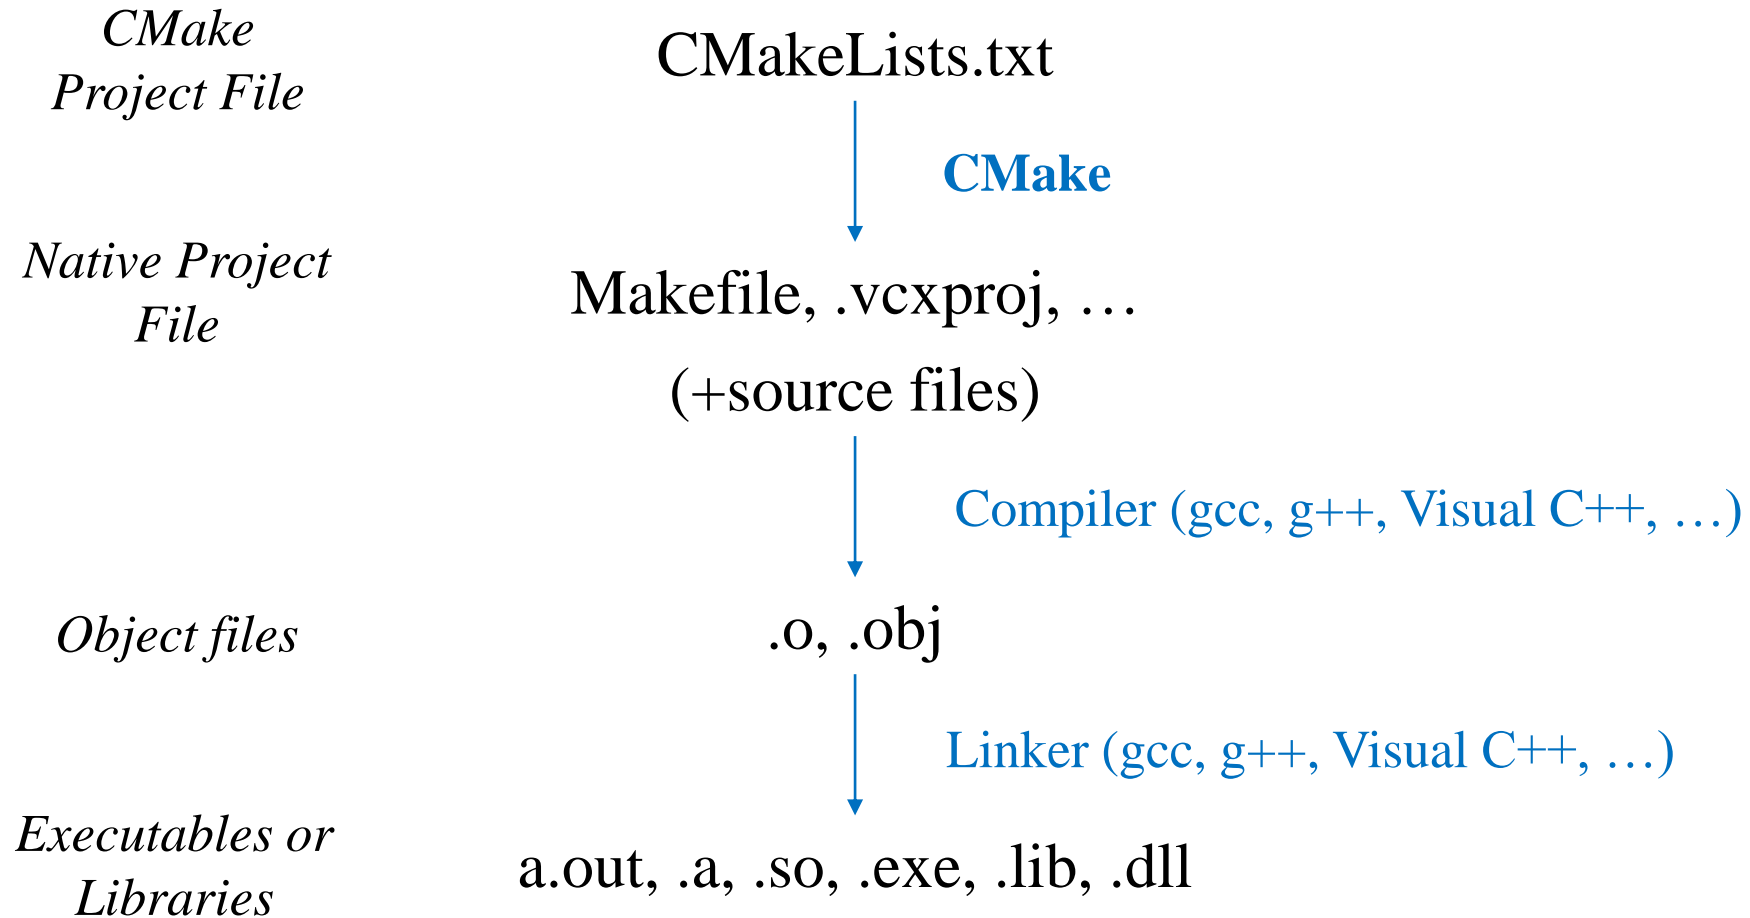 CMake
Project File
CMakeLists.txt
CMake
Native Project
File
Makefile, .vcxproj, …
(+source files)
Compiler (gcc, g++, Visual C++, …)
Object files
.o, .obj
Linker (gcc, g++, Visual C++, …)
Executables or
Libraries
a.out, .a, .so, .exe, .lib, .dll